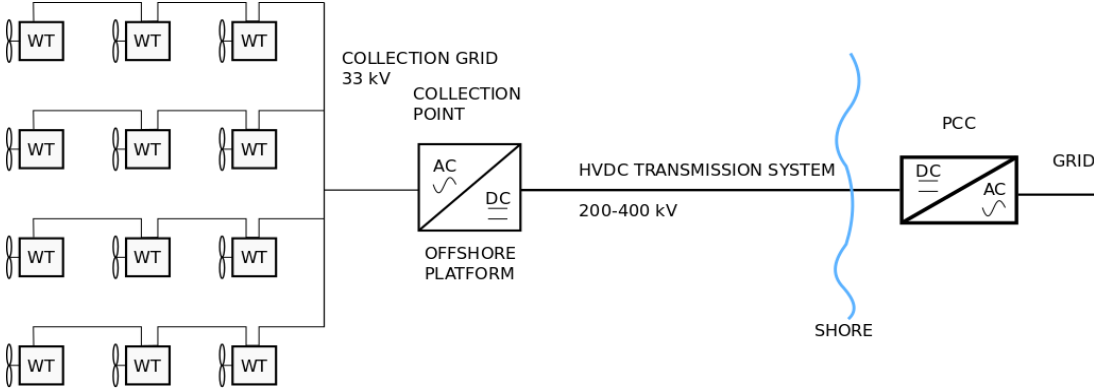 WT WT WT
COLLECTION GRID
33 kV
COLLECTION
POINT
WT WT WT
AC
DC
OFFSHORE
PLATFORM
HVDC TRANSMISSION SYSTEM
200-400 kV
SHORE
PCC
DC
AC
GRID
WT WT WT
WT WT WT